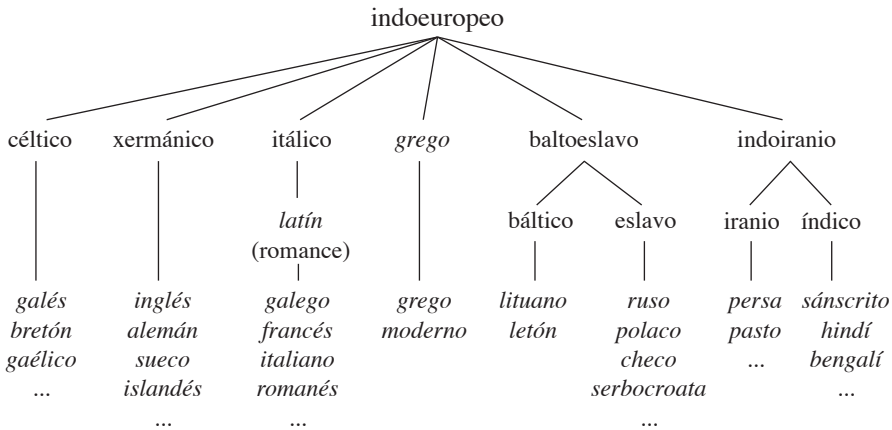 indoeuropeo
céltico xermánico itálico grego baltoeslavo indoiranio
latín báltico eslavo iranio índico
(romance)
galés inglés galego grego lituano ruso persa sánscrito
bretón alemán francés moderno letón polaco pasto hindí
gaélico sueco italiano checo ... bengalí
... islandés romanés serbocroata ...
... ... ...